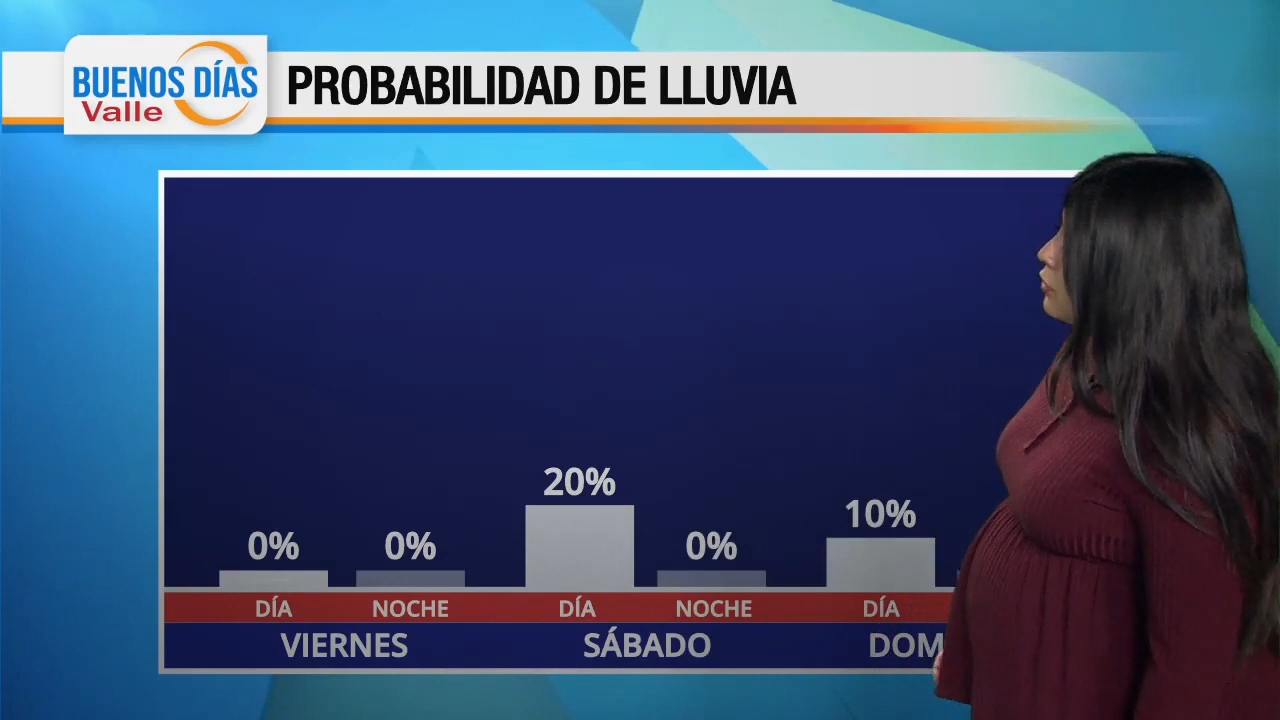 BUENOS DÍAS
Valle
PROBABILIDAD DE LLUVIA
20%
10%
0% 0% 0%
DÍA NOCHE DÍA NOCHE DÍA
VIERNES SÁBADO DOM